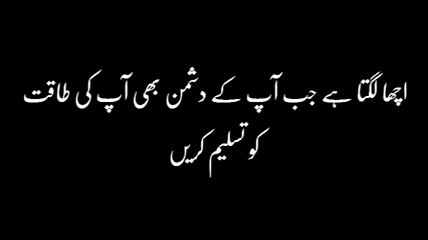 اچھا لگتا ہے جب آپ کے دشمن بھی آپ کی طاقت
کو تسلیم کریں